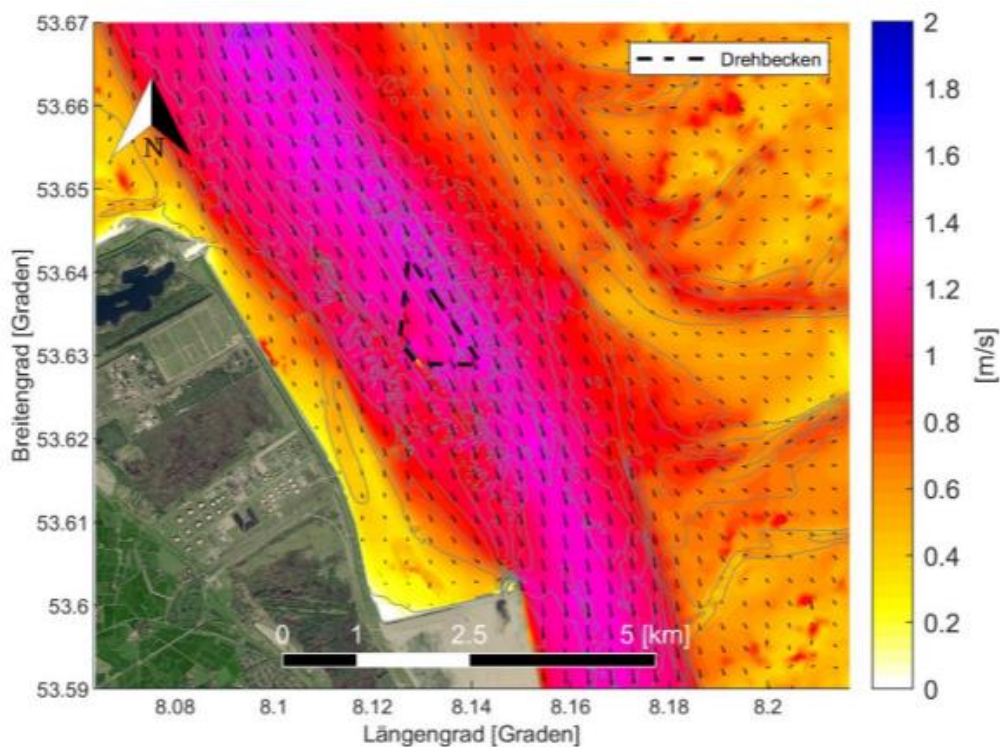 53.67
53.66
53.65
53.64
53.63
53.62
53.61
53.6
53.59
Breitengrad [Graden]
N
Drehbecken
0 1 2.5 5 [km]
8.08 8.1 8.12 8.14 8.16 8.18 8.2
Längengrad [Graden]
2
1.8
1.6
1.4
1.2
1
0.8
0.6
0.4
0.2
0
[m/s]